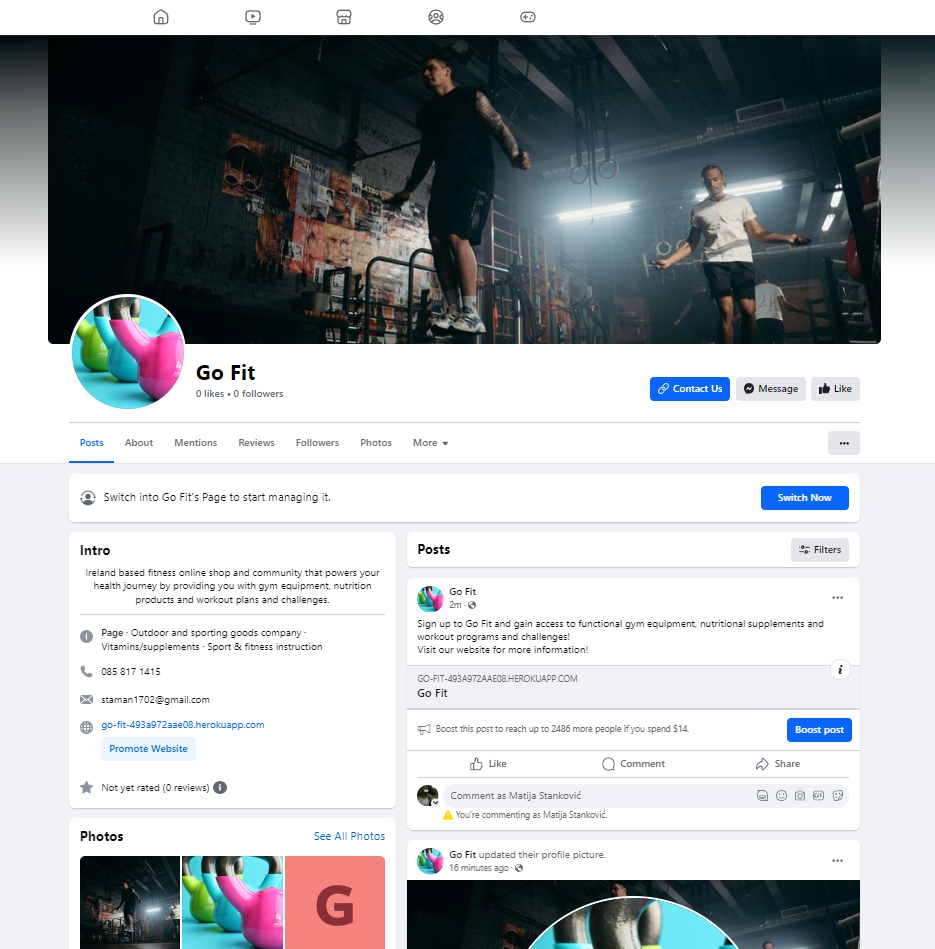 Go Fit
0 likes • 0 followers
Contact Us
Message
Like
Posts
About
Mentions
Reviews
Followers
Photos
More
Switch into Go Fit's Page to start managing it.
Switch Now
Intro
Ireland based fitness online shop and community that powers your
health journey by providing you with gym equipment, nutrition
products and workout plans and challenges.
Page · Outdoor and sporting goods company ·
Vitamins/supplements · Sport & fitness instruction
085 817 1415
staman1702@gmail.com
go-fit-493a972aae08.herokuapp.com
Promote Website
Not yet rated (0 reviews)
Photos
See All Photos
G
Posts
Filters
Go Fit
2m ·
Sign up to Go Fit and gain access to functional gym equipment, nutritional supplements and
workout programs and challenges!
Visit our website for more information!
GO-FIT-493A972AAE08.HEROKUAPP.COM
Go Fit
Boost this post to reach up to 2486 more people if you spend $14.
Boost post
Like
Comment
Share
Comment as Matija Stanković
You're commenting as Matija Stanković.
Go Fit updated their profile picture.
16 minutes ago ·